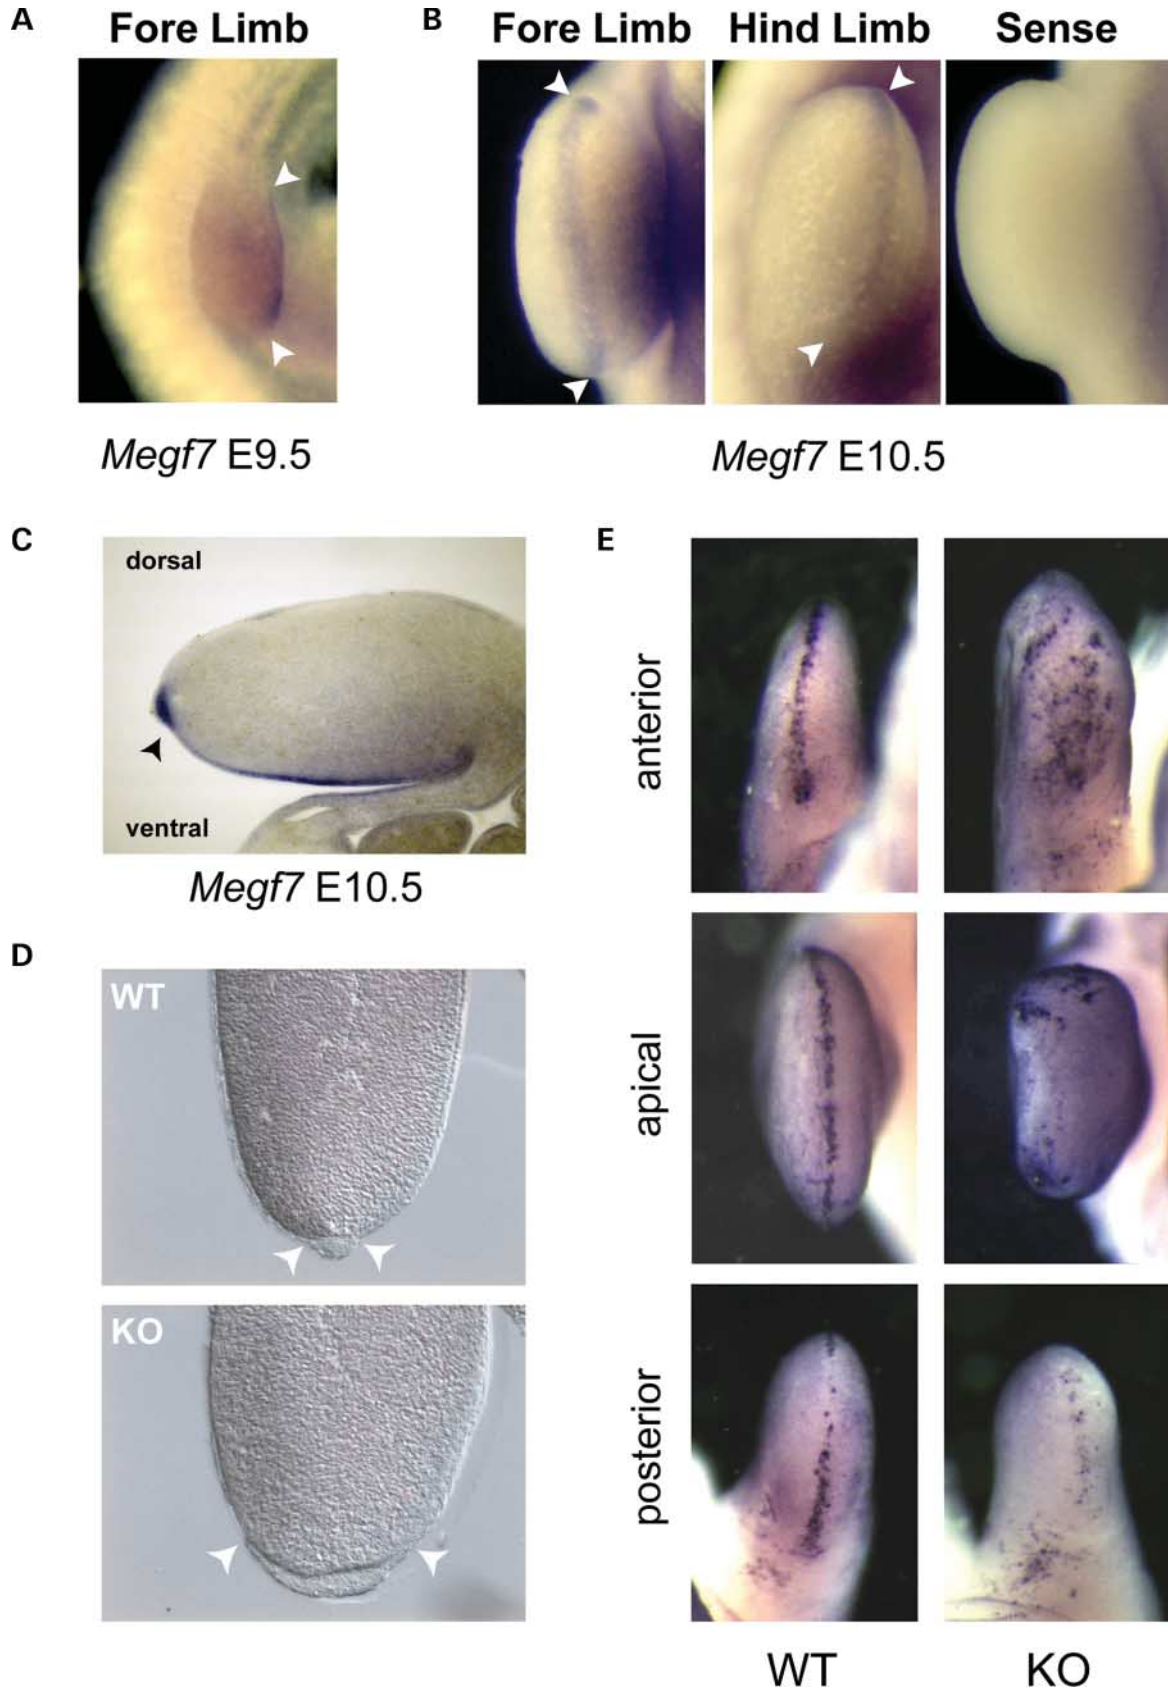 A
Fore Limb
B
Fore Limb
Hind Limb
Sense
Megf7 E9.5
Megf7 E10.5
C
dorsal
ventral
Megf7 E10.5
D
WT
KO
E
anterior
apical
posterior
WT
KO